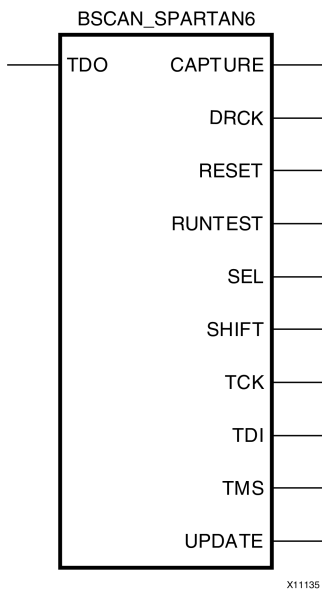 BSCAN_SPARTAN6
TDO CAPTURE
DRCK
RESET
RUNTEST
SEL
SHIFT
TCK
TDI
TMS
UPDATE
X11135